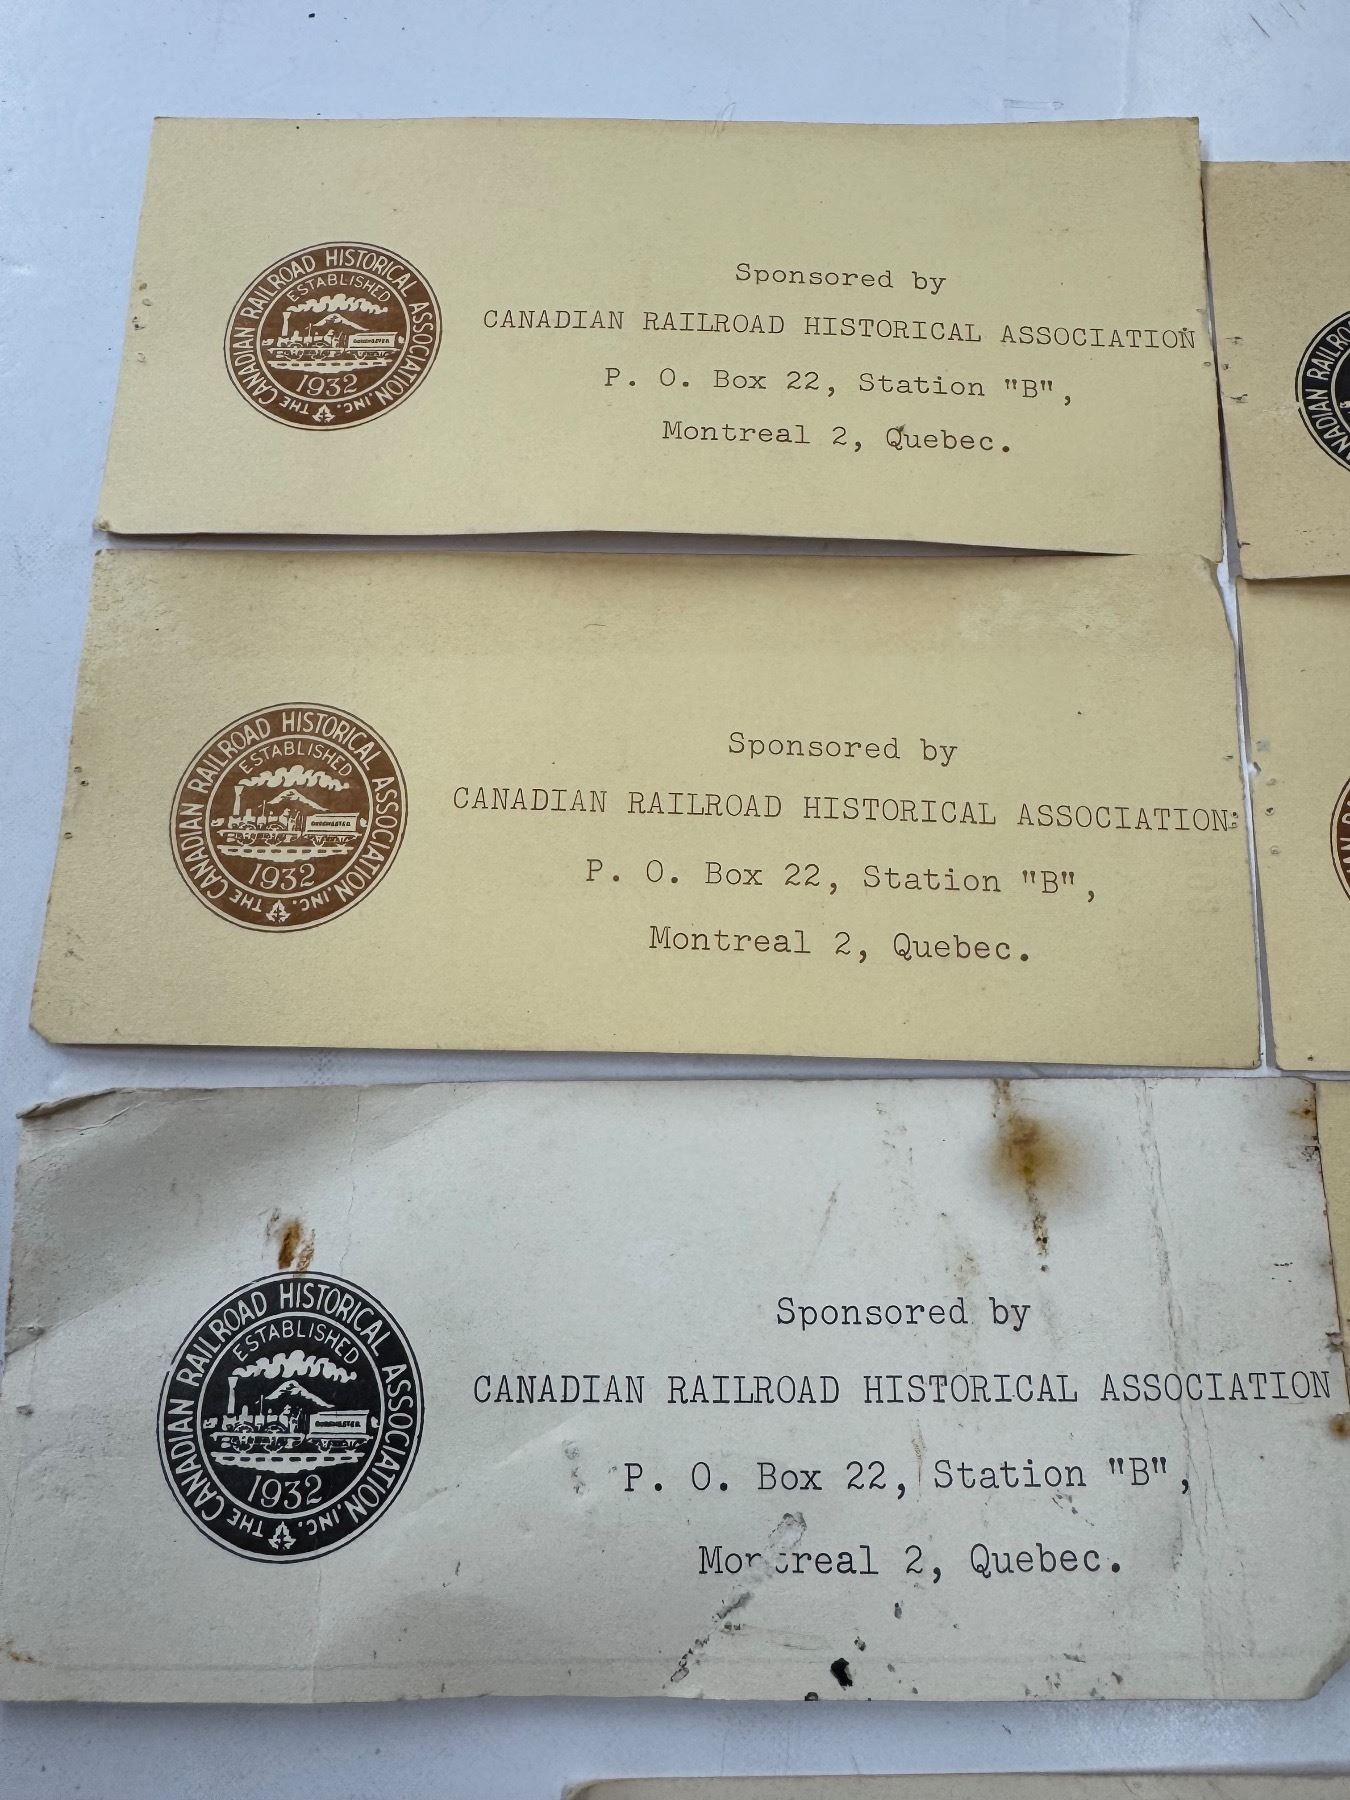 THE CANADIAN RAILROAD HISTORICAL ASSOCIATION, INC.
ESTABLISHED
DORCHESTER
1932
Sponsored by
CANADIAN RAILROAD HISTORICAL ASSOCIATION
P. O. Box 22, Station "B",
Montreal 2, Quebec.
THE CANADIAN RAILROAD HISTORICAL ASSOCIATION, INC.
ESTABLISHED
DORCHESTER
1932
Sponsored by
CANADIAN RAILROAD HISTORICAL ASSOCIATION
P. O. Box 22, Station "B",
Montreal 2, Quebec.
THE CANADIAN RAILROAD HISTORICAL ASSOCIATION, INC.
ESTABLISHED
DORCHESTER
1932
Sponsored by
CANADIAN RAILROAD HISTORICAL ASSOCIATION
P. O. Box 22, Station "B",
Montreal 2, Quebec.